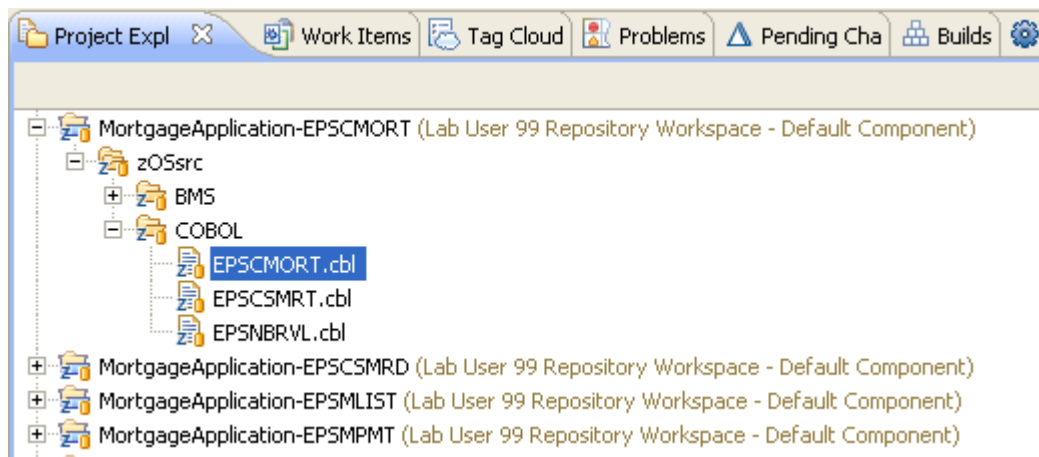 Project Expl Work Items Tag Cloud Problems Pending Cha Builds
MortgageApplication-EPSCMORT (Lab User 99 Repository Workspace - Default Component)
zOSsrc
BMS
COBOL
EPSCMORT.cbl
EPSCSMRT.cbl
EPSNBRVL.cbl
MortgageApplication-EPSCSMRD (Lab User 99 Repository Workspace - Default Component)
MortgageApplication-EPSMLIST (Lab User 99 Repository Workspace - Default Component)
MortgageApplication-EPSMPMT (Lab User 99 Repository Workspace - Default Component)